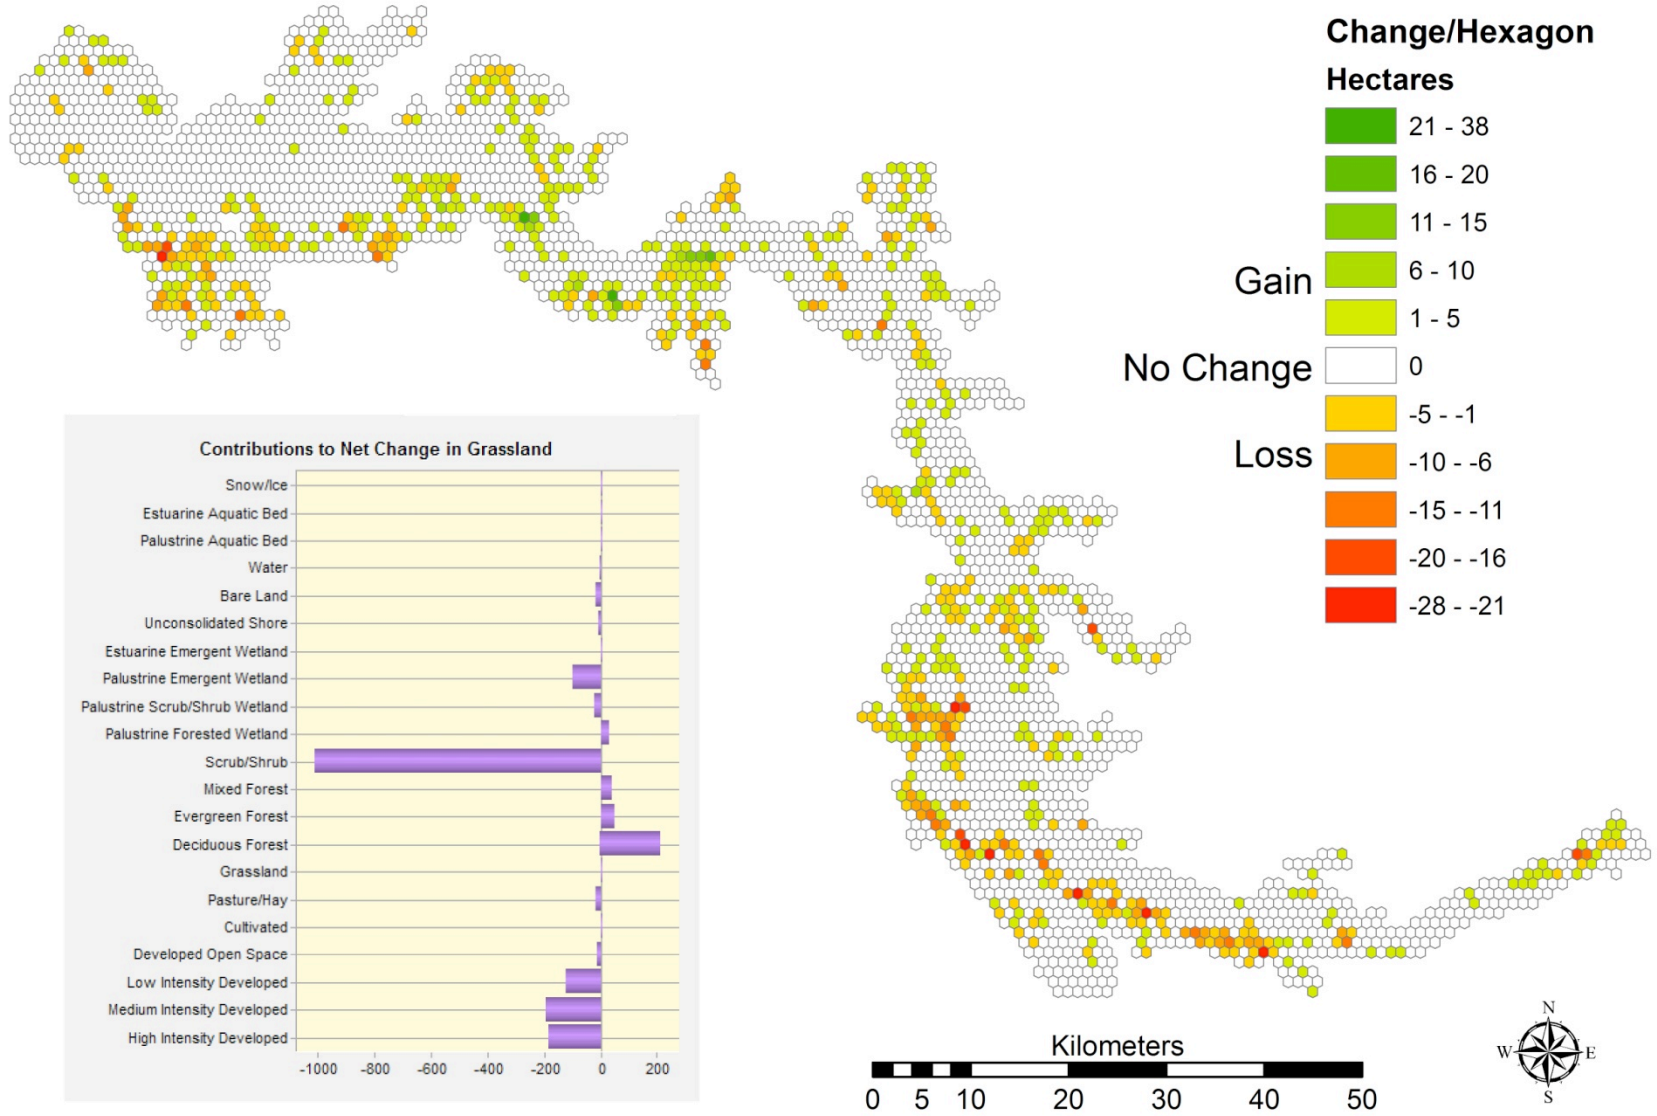 Change/Hexagon
Hectares
21 - 38
16 - 20
11 - 15
Gain
6 - 10
1 - 5
No Change
0
-5 - -1
Loss
-10 - -6
-15 - -11
-20 - -16
-28 - -21
Contributions to Net Change in Grassland
Snow/Ice
Estuarine Aquatic Bed
Palustrine Aquatic Bed
Water
Bare Land
Unconsolidated Shore
Estuarine Emergent Wetland
Palustrine Emergent Wetland
Palustrine Scrub/Shrub Wetland
Palustrine Forested Wetland
Scrub/Shrub
Mixed Forest
Evergreen Forest
Deciduous Forest
Grassland
Pasture/Hay
Cultivated
Developed Open Space
Low Intensity Developed
Medium Intensity Developed
High Intensity Developed
-1000 -800 -600 -400 -200 0 200
Kilometers
0 5 10 20 30 40 50
N
W E
S